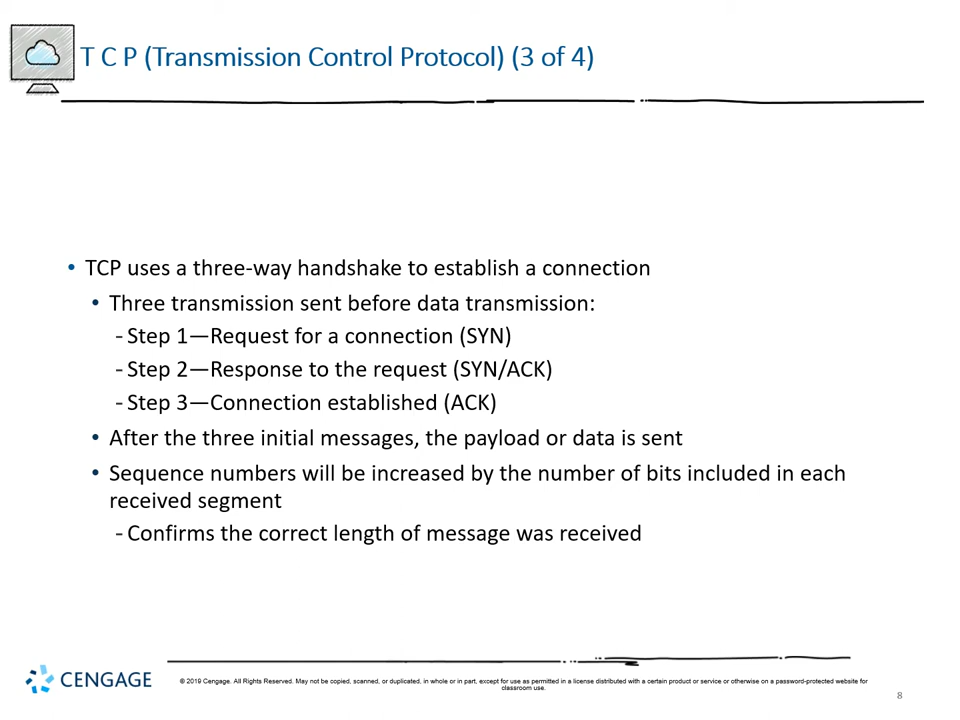 T C P (Transmission Control Protocol) (3 of 4)
• TCP uses a three-way handshake to establish a connection
• Three transmission sent before data transmission:
- Step 1—Request for a connection (SYN)
- Step 2—Response to the request (SYN/ACK)
- Step 3—Connection established (ACK)
• After the three initial messages, the payload or data is sent
• Sequence numbers will be increased by the number of bits included in each
received segment
- Confirms the correct length of message was received
CENGAGE
© 2019 Cengage. All Rights Reserved. May not be copied, scanned, or duplicated, in whole or in part, except for use as permitted in a license distributed with a certain product or service or otherwise on a password-protected website for
classroom use.
8